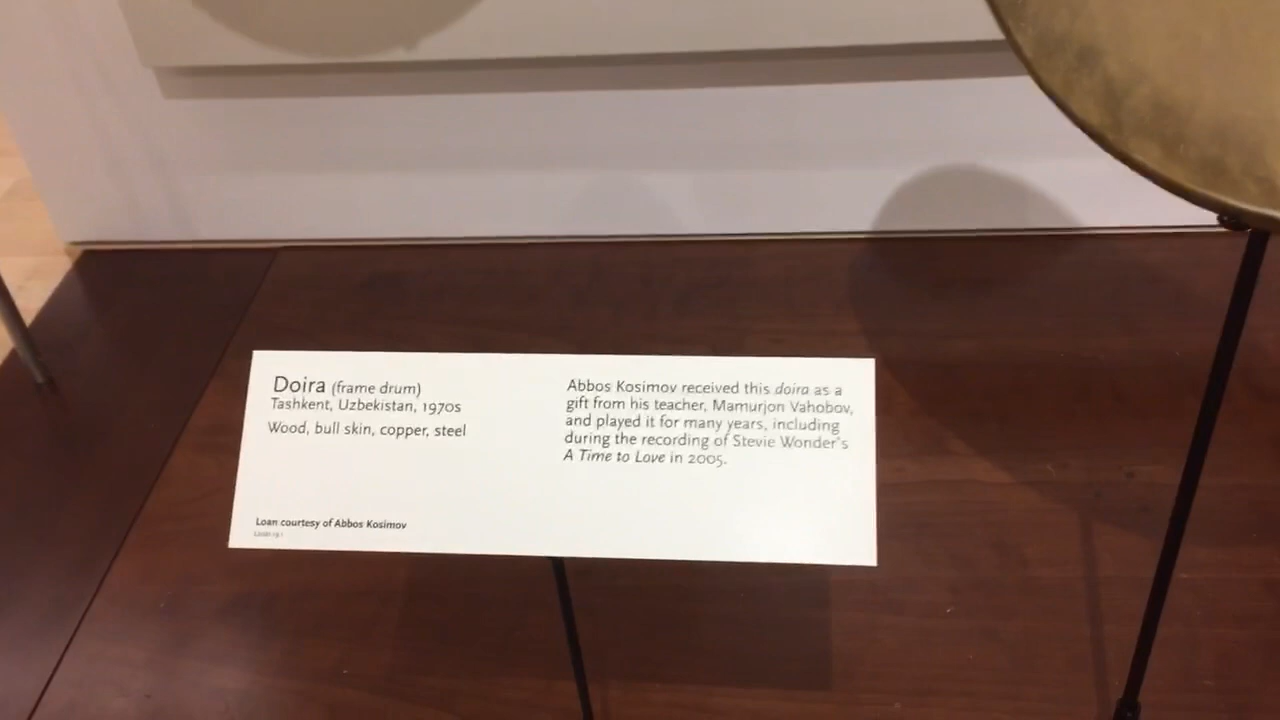 Doira (frame drum)
Tashkent, Uzbekistan, 1970s
Wood, bull skin, copper, steel
Loan courtesy of Abbos Kosimov
Abbos Kosimov received this doira as a
gift from his teacher, Mamurjon Vahobov,
and played it for many years, including
during the recording of Stevie Wonder's
A Time to Love in 2005.